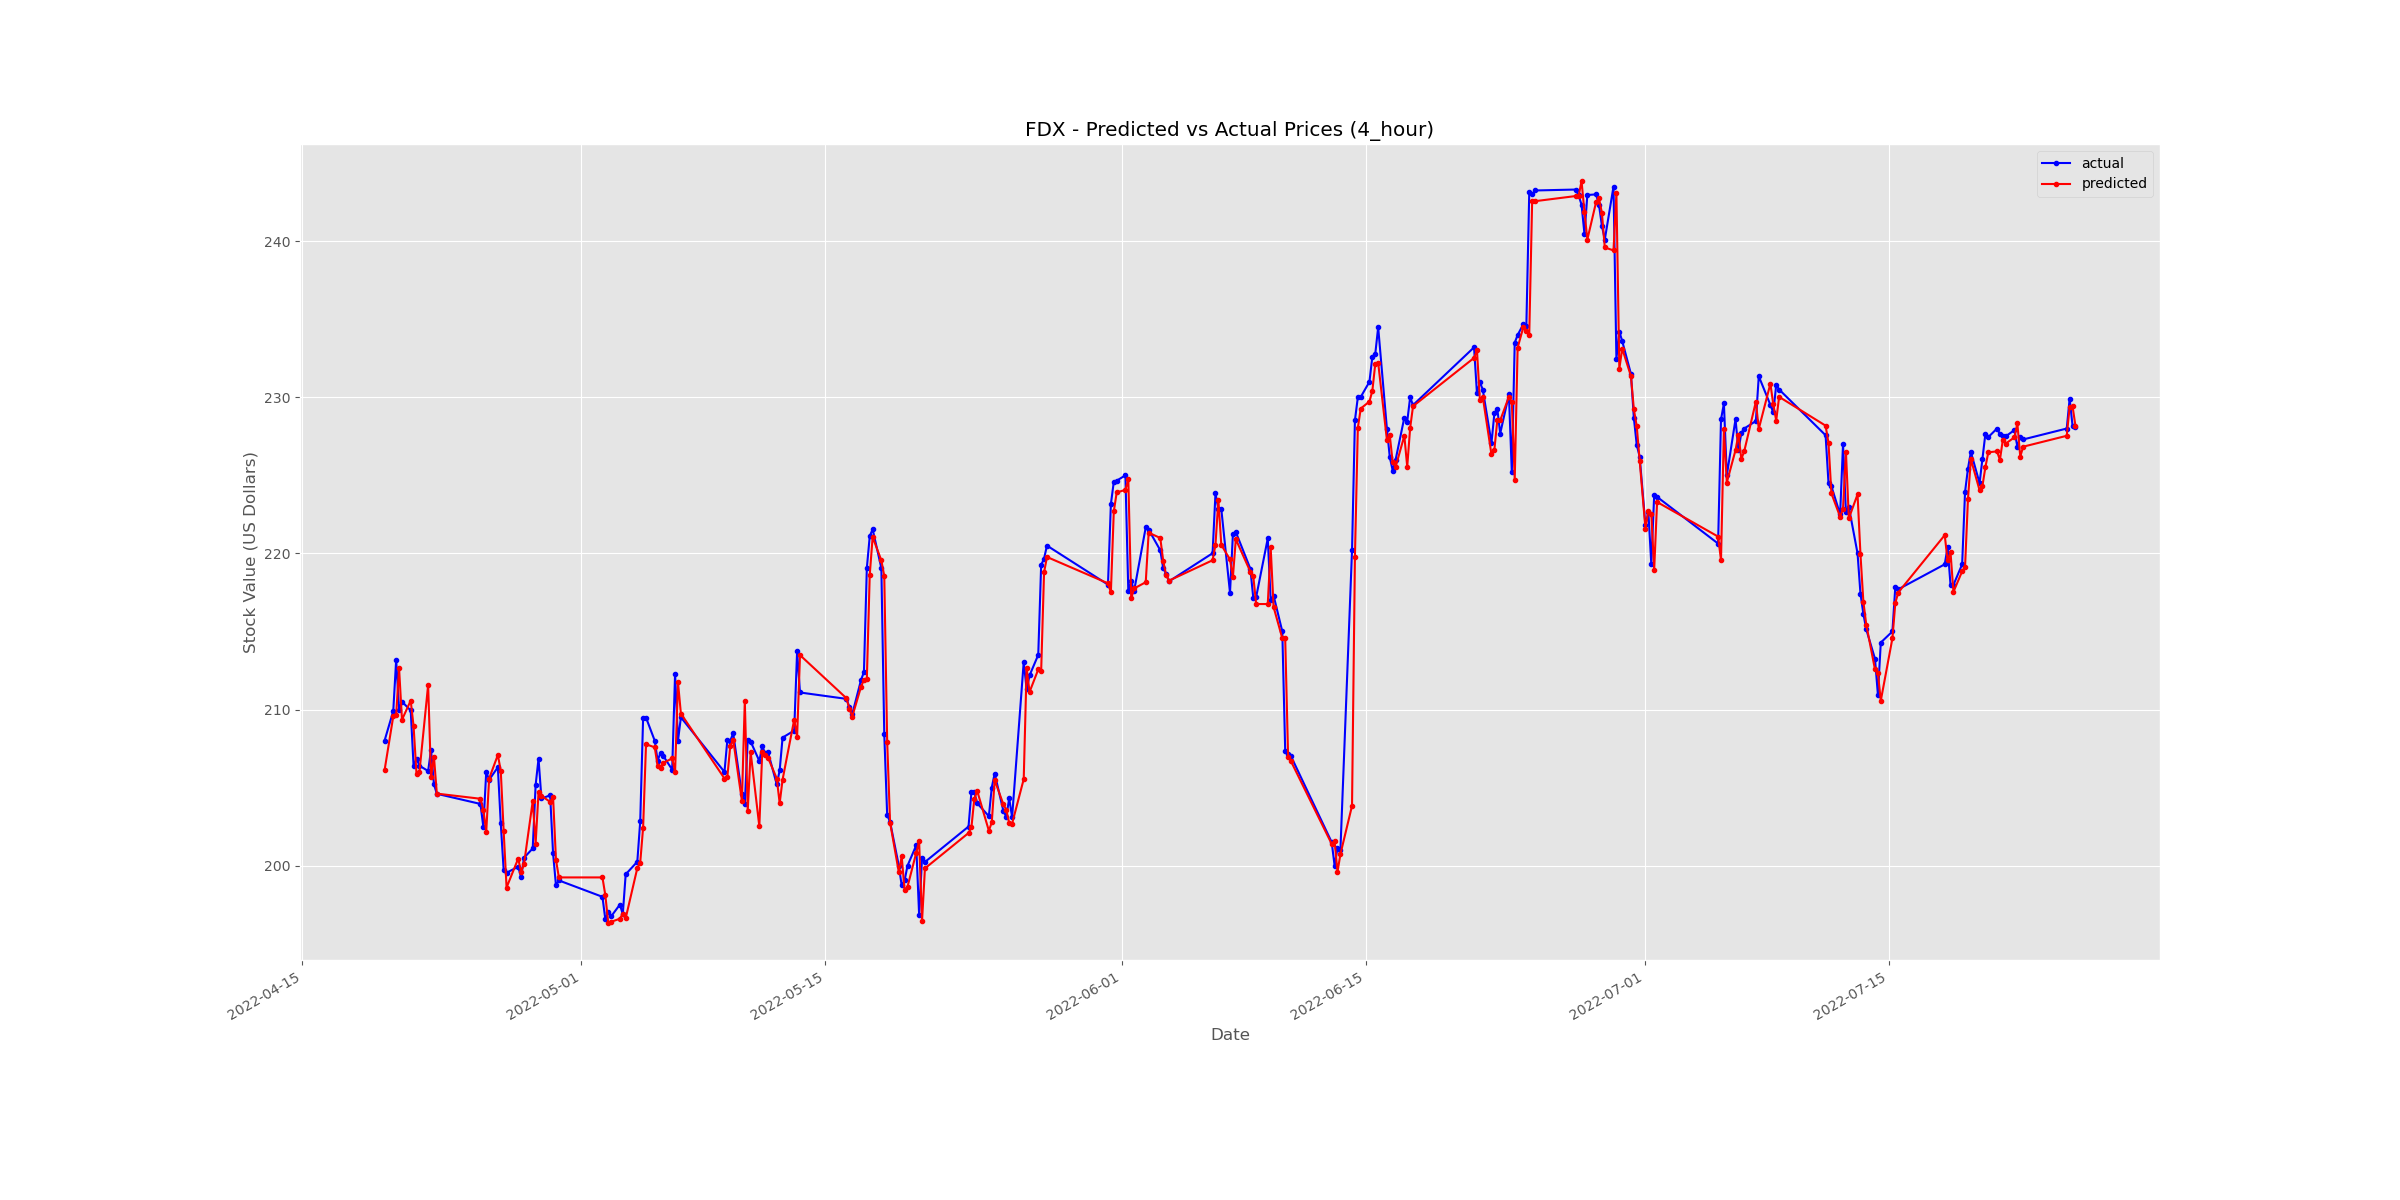 FDX - Predicted vs Actual Prices (4_hour)
actual
predicted
Stock Value (US Dollars)
240
230
220
210
200
2022-04-15
2022-05-01
2022-05-15
2022-06-01
2022-06-15
2022-07-01
2022-07-15
Date